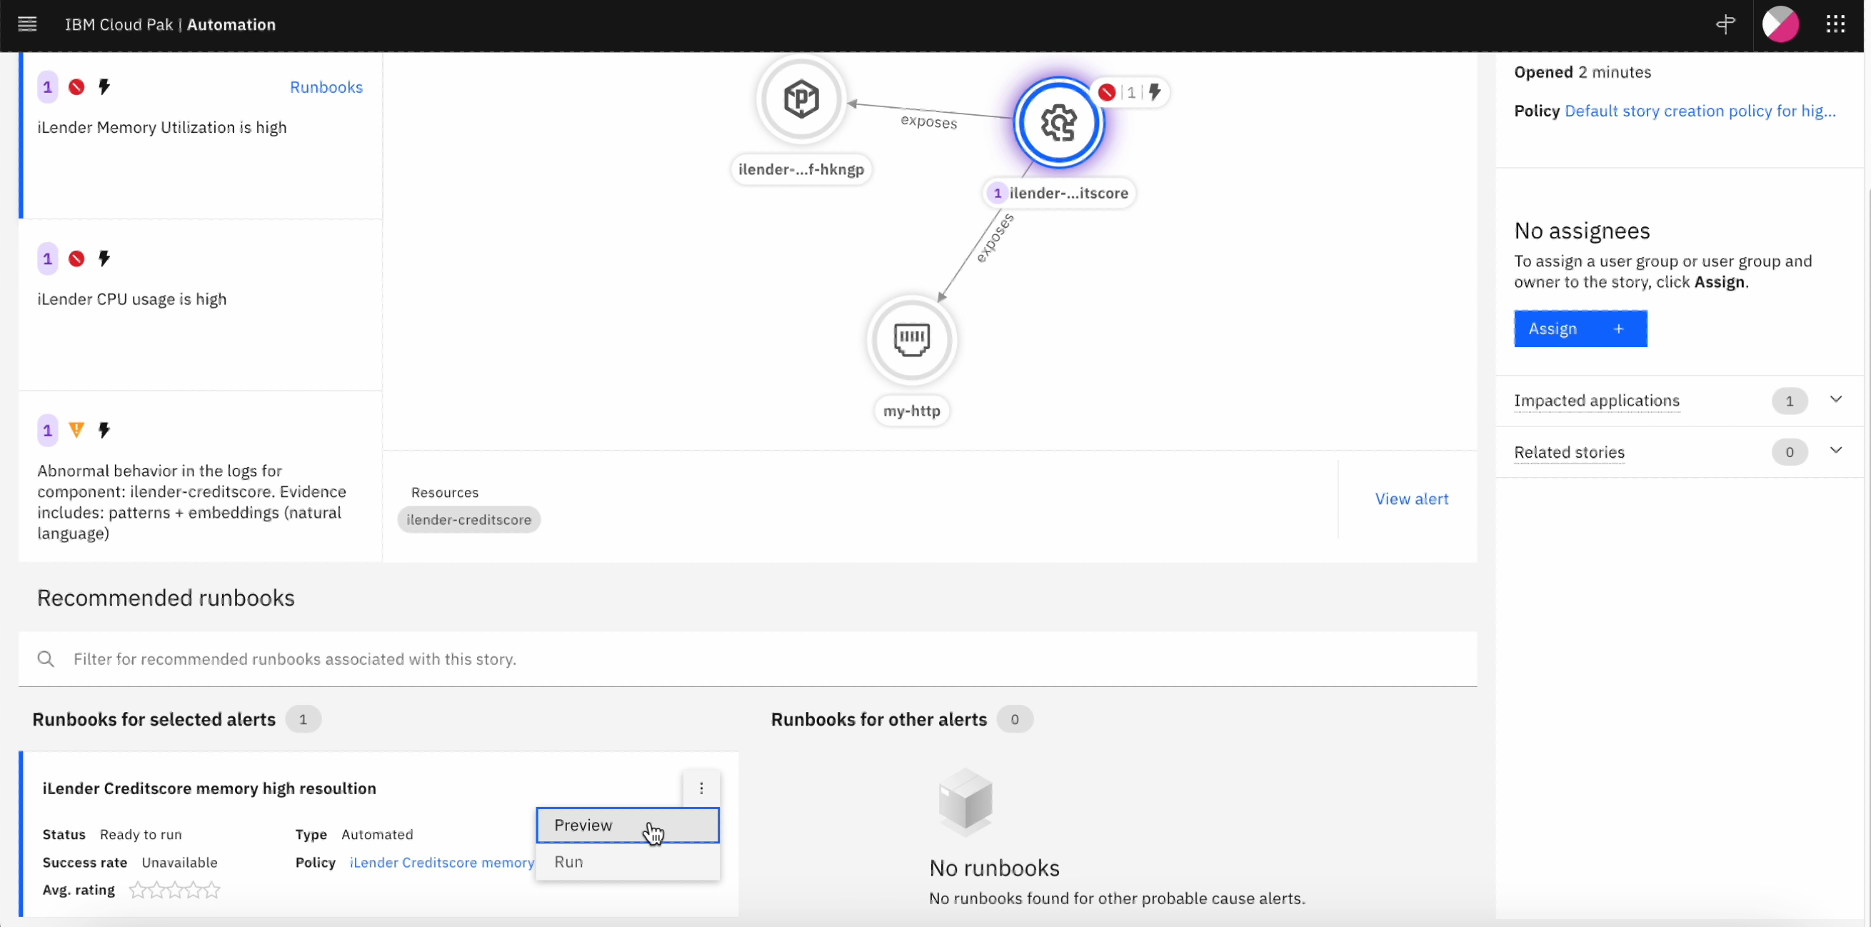 IBM Cloud Pak | Automation
1
Runbooks
iLender Memory Utilization is high
1
iLender CPU usage is high
1
Abnormal behavior in the logs for
component: ilender-creditscore. Evidence
includes: patterns + embeddings (natural
language)
exposes
1
ilender-...f-hkngp
1 ilender-...itscore
exposes
my-http
Resources
ilender-creditscore
View alert
Opened 2 minutes
Policy Default story creation policy for hig...
No assignees
To assign a user group or user group and
owner to the story, click Assign.
Assign +
Impacted applications 1
Related stories 0
Recommended runbooks
Filter for recommended runbooks associated with this story.
Runbooks for selected alerts 1
iLender Creditscore memory high resoultion
Status Ready to run
Type Automated
Success rate Unavailable
Policy iLender Creditscore memory
Avg. rating
Preview
Run
Runbooks for other alerts 0
No runbooks
No runbooks found for other probable cause alerts.